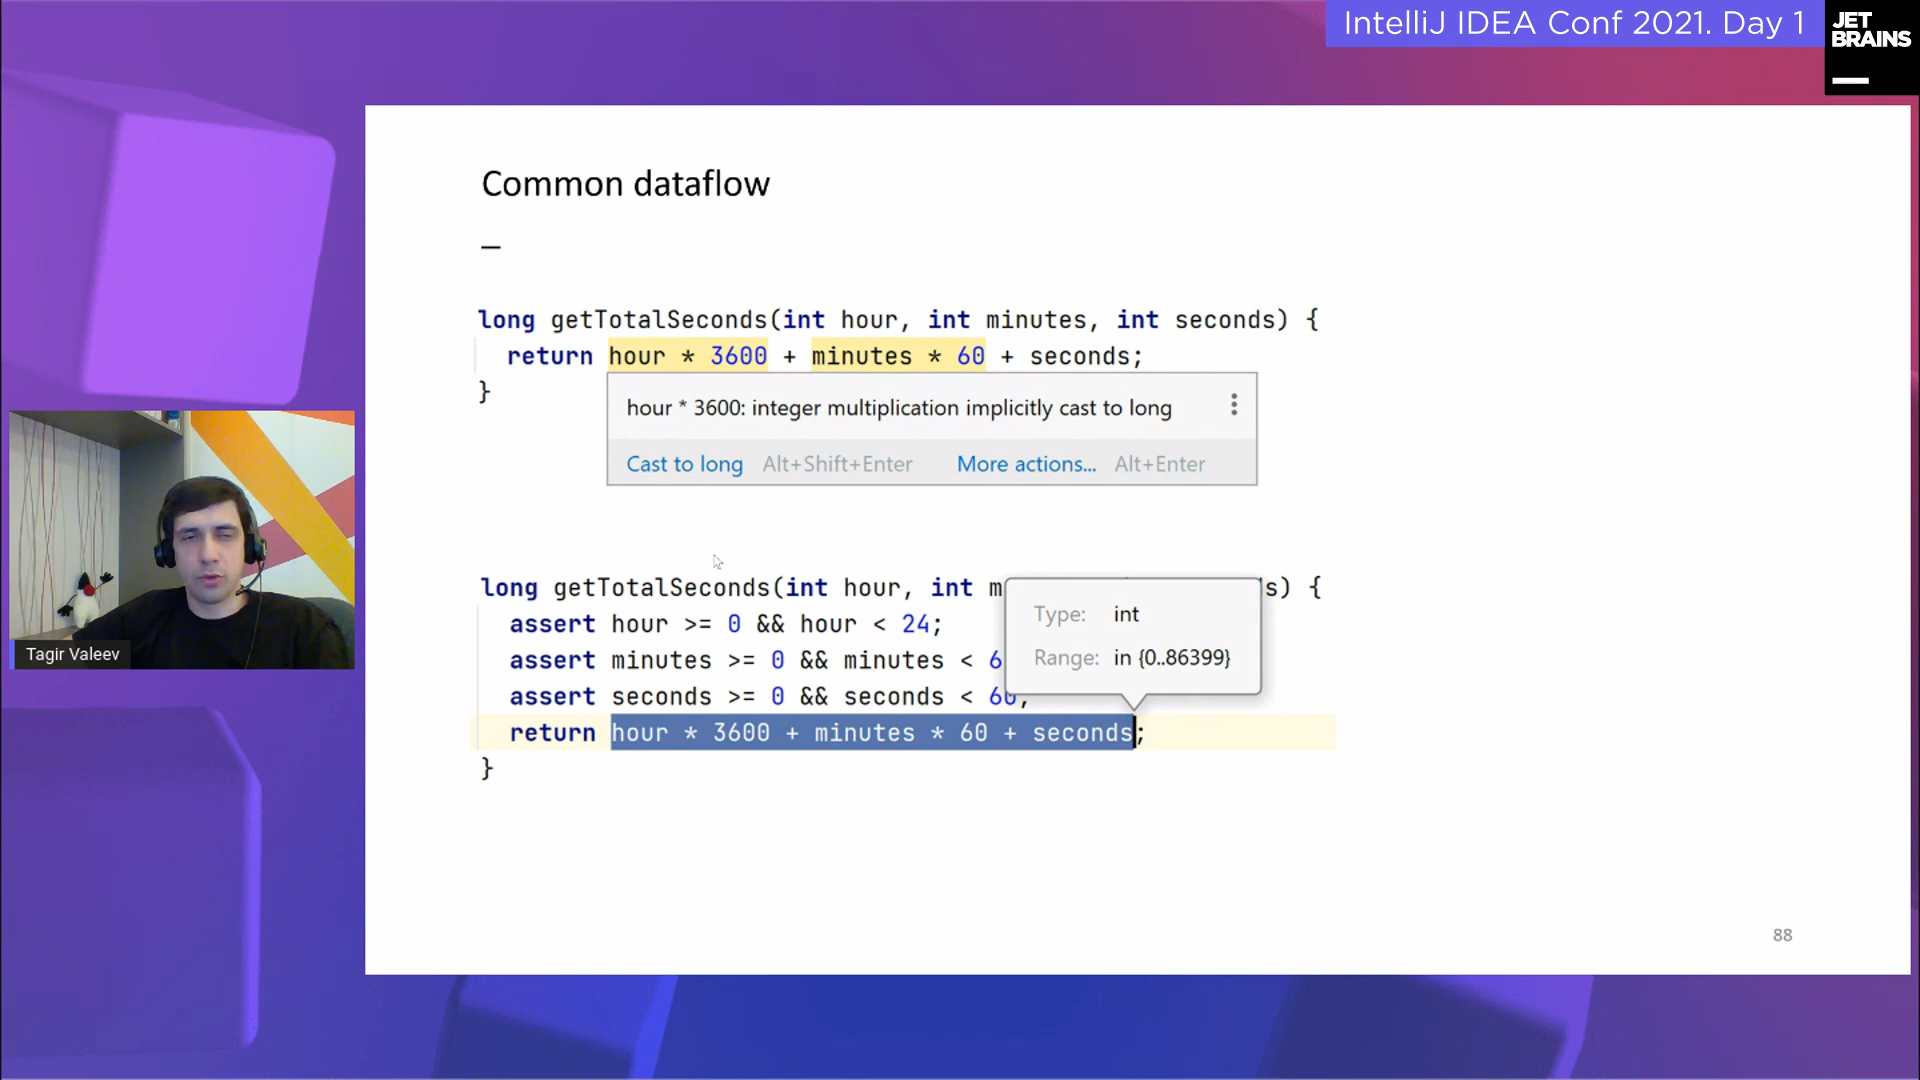 IntelliJ IDEA Conf 2021. Day 1
JET
BRAINS
Common dataflow
long getTotalSeconds(int hour, int minutes, int seconds) {
return hour * 3600 + minutes * 60 + seconds;
}
hour * 3600: integer multiplication implicitly cast to long
Cast to long Alt+Shift+Enter More actions... Alt+Enter
long getTotalSeconds(int hour, int m s) {
Type: int
assert hour >= 0 && hour < 24;
Range: in {0..86399}
assert minutes >= 0 && minutes < 6
assert seconds >= 0 && seconds < 60;
return hour * 3600 + minutes * 60 + seconds;
}
Tagir Valeev
88